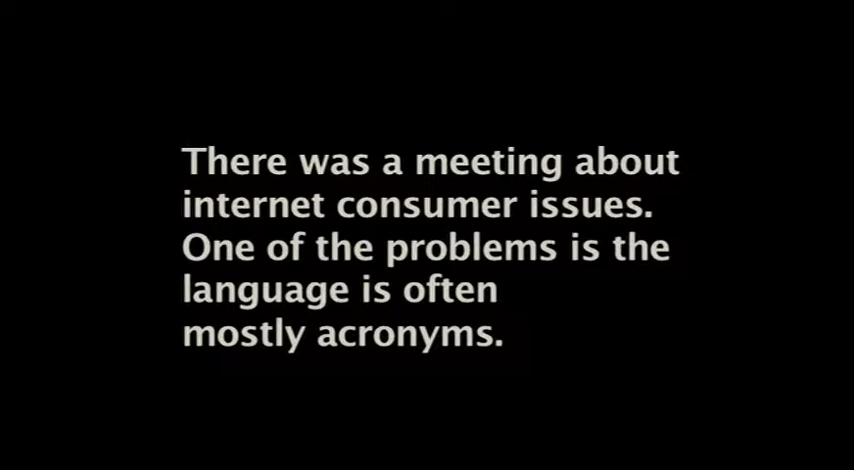 There was a meeting about
internet consumer issues.
One of the problems is the
language is often
mostly acronyms.